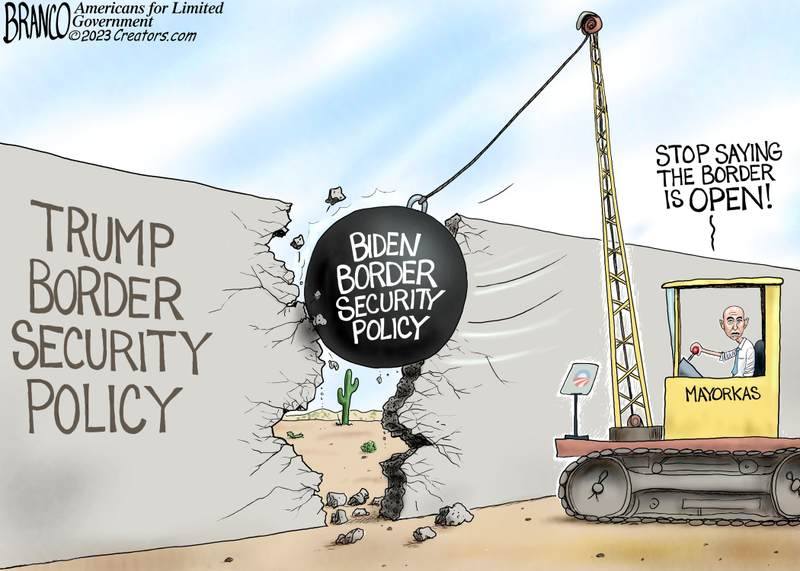 BRANCO
Americans for Limited
Government
©2023 Creators.com
STOP SAYING
THE BORDER
IS OPEN!
TRUMP
BORDER
SECURITY
POLICY
BIDEN
BORDER
SECURITY
POLICY
MAYORKAS